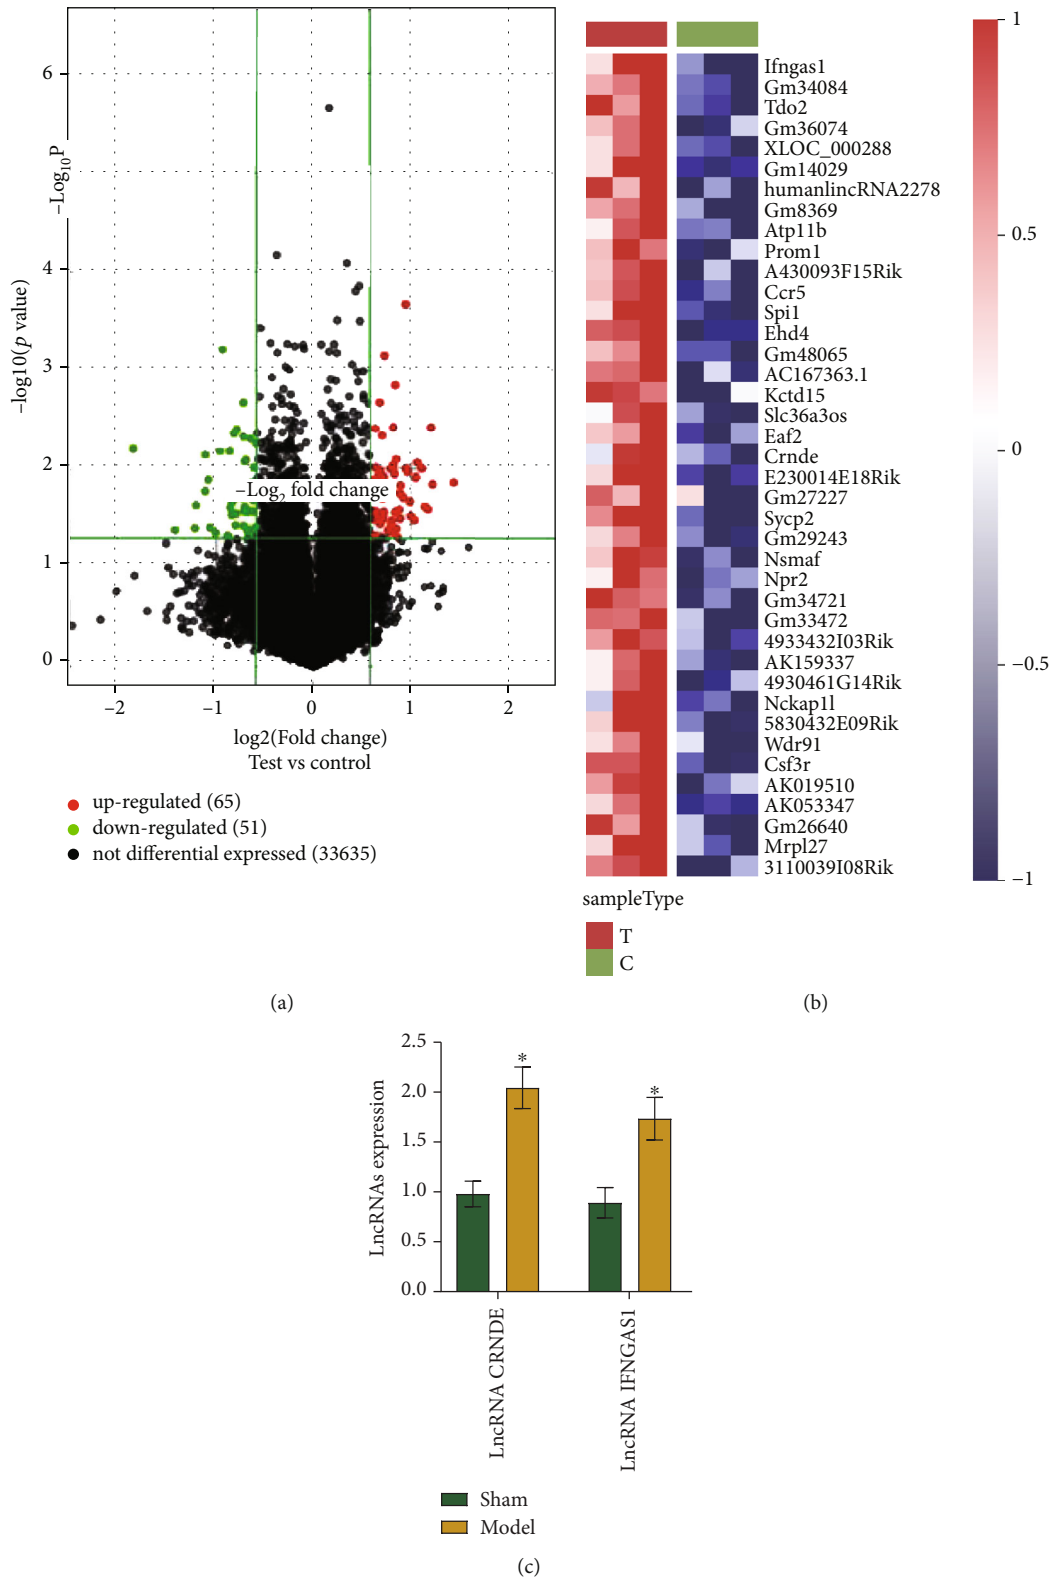 6
4
3
2
1
0
−Log10P
−log10(p value)
−Log2 fold change
−2
−1
0
1
2
log2(Fold change)
Test vs control
up-regulated (65)
down-regulated (51)
not differential expressed (33635)
(a)
Ifngas1
Gm34084
Tdo2
Gm36074
XLOC_000288
Gm14029
humanlincRNA2278
Gm8369
Atp11b
Prom1
A430093F15Rik
Ccr5
Spi1
Ehd4
Gm48065
AC167363.1
Kctd15
Slc36a3os
Eaf2
Crnde
E230014E18Rik
Gm27227
Sycp2
Gm29243
Nsmaf
Npr2
Gm34721
Gm33472
4933432I03Rik
AK159337
4930461G14Rik
Nckap1l
5830432E09Rik
Wdr91
Csf3r
AK019510
AK053347
Gm26640
Mrpl27
3110039I08Rik
1
0.5
0
−0.5
−1
sampleType
T
C
(b)
2.5
2.0
1.5
1.0
0.5
0.0
LncRNAs expression
*
*
LncRNA CRNDE
LncRNA IFNGAS1
Sham
Model
(c)